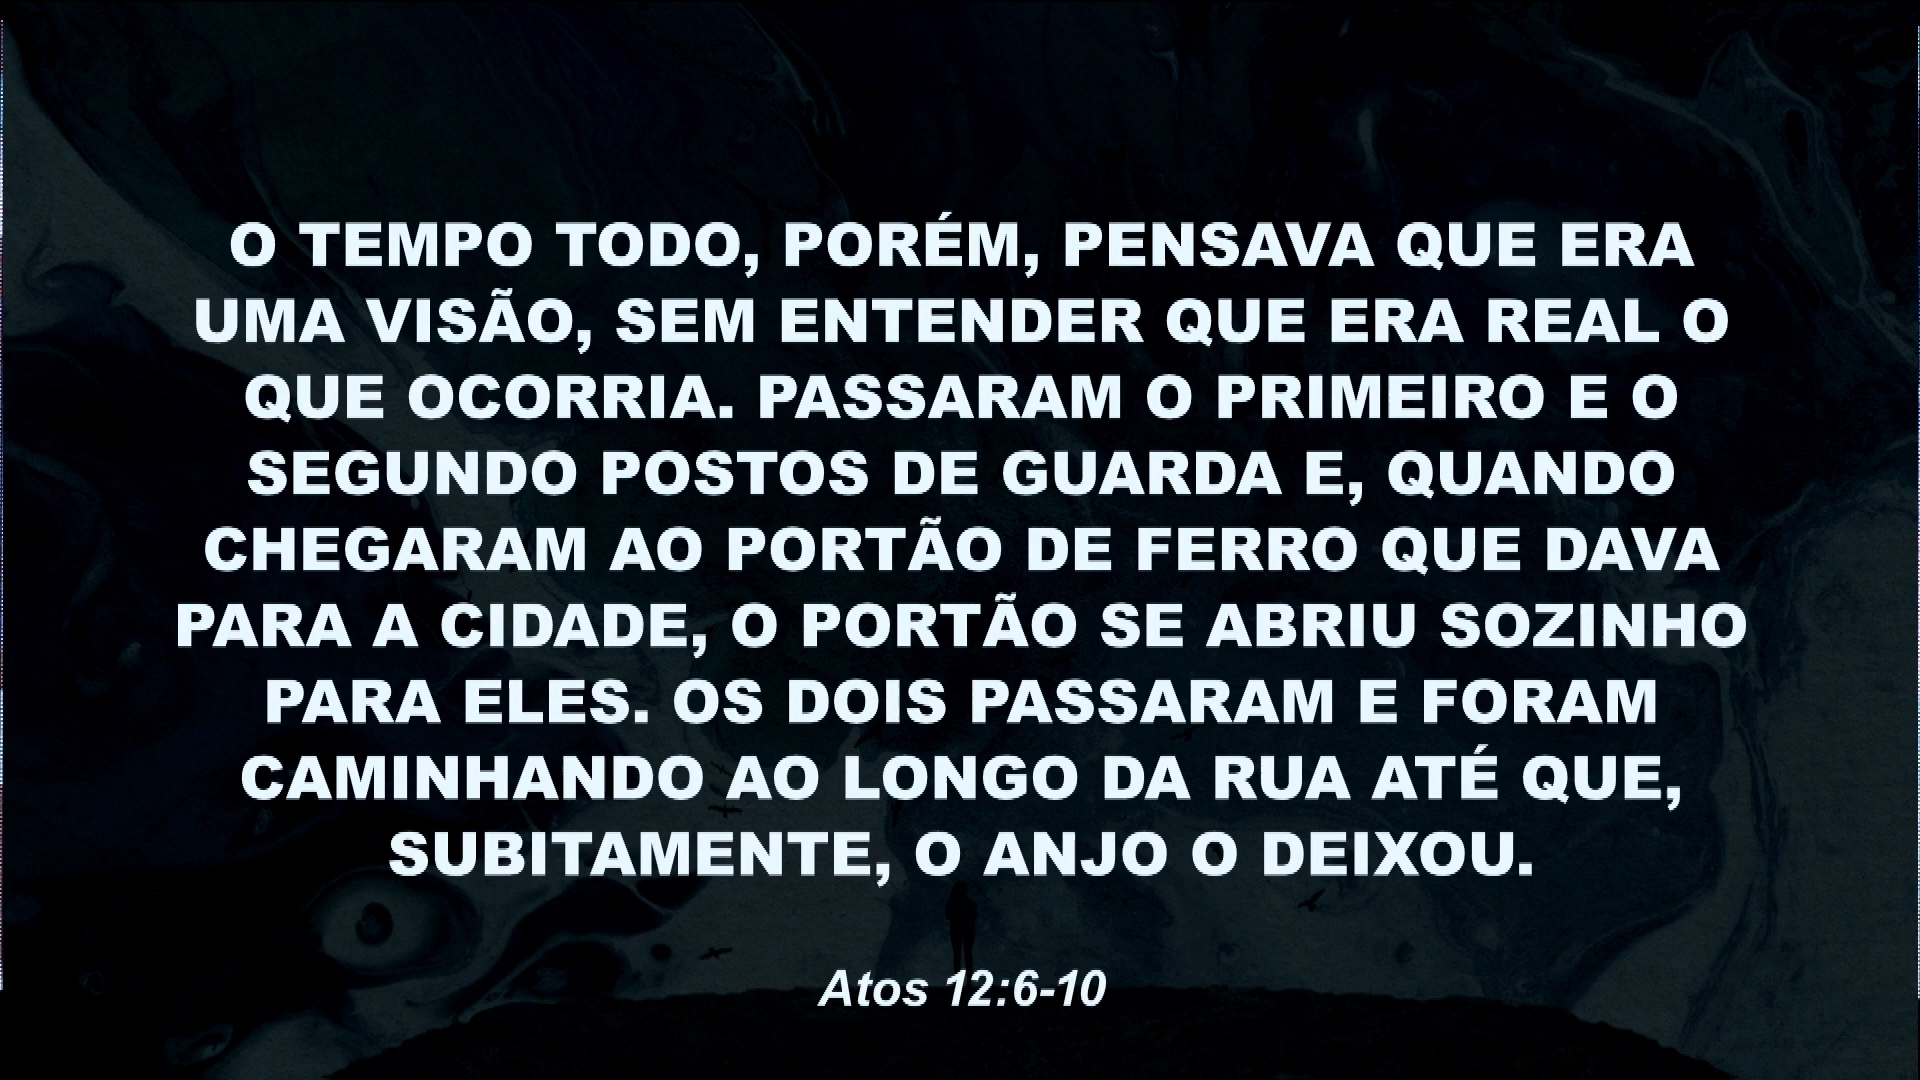 O TEMPO TODO, PORÉM, PENSAVA QUE ERA
UMA VISÃO, SEM ENTENDER QUE ERA REAL O
QUE OCORRIA. PASSARAM O PRIMEIRO E O
SEGUNDO POSTOS DE GUARDA E, QUANDO
CHEGARAM AO PORTÃO DE FERRO QUE DAVA
PARA A CIDADE, O PORTÃO SE ABRIU SOZINHO
PARA ELES. OS DOIS PASSARAM E FORAM
CAMINHANDO AO LONGO DA RUA ATÉ QUE,
SUBITAMENTE, O ANJO O DEIXOU.
Atos 12:6-10